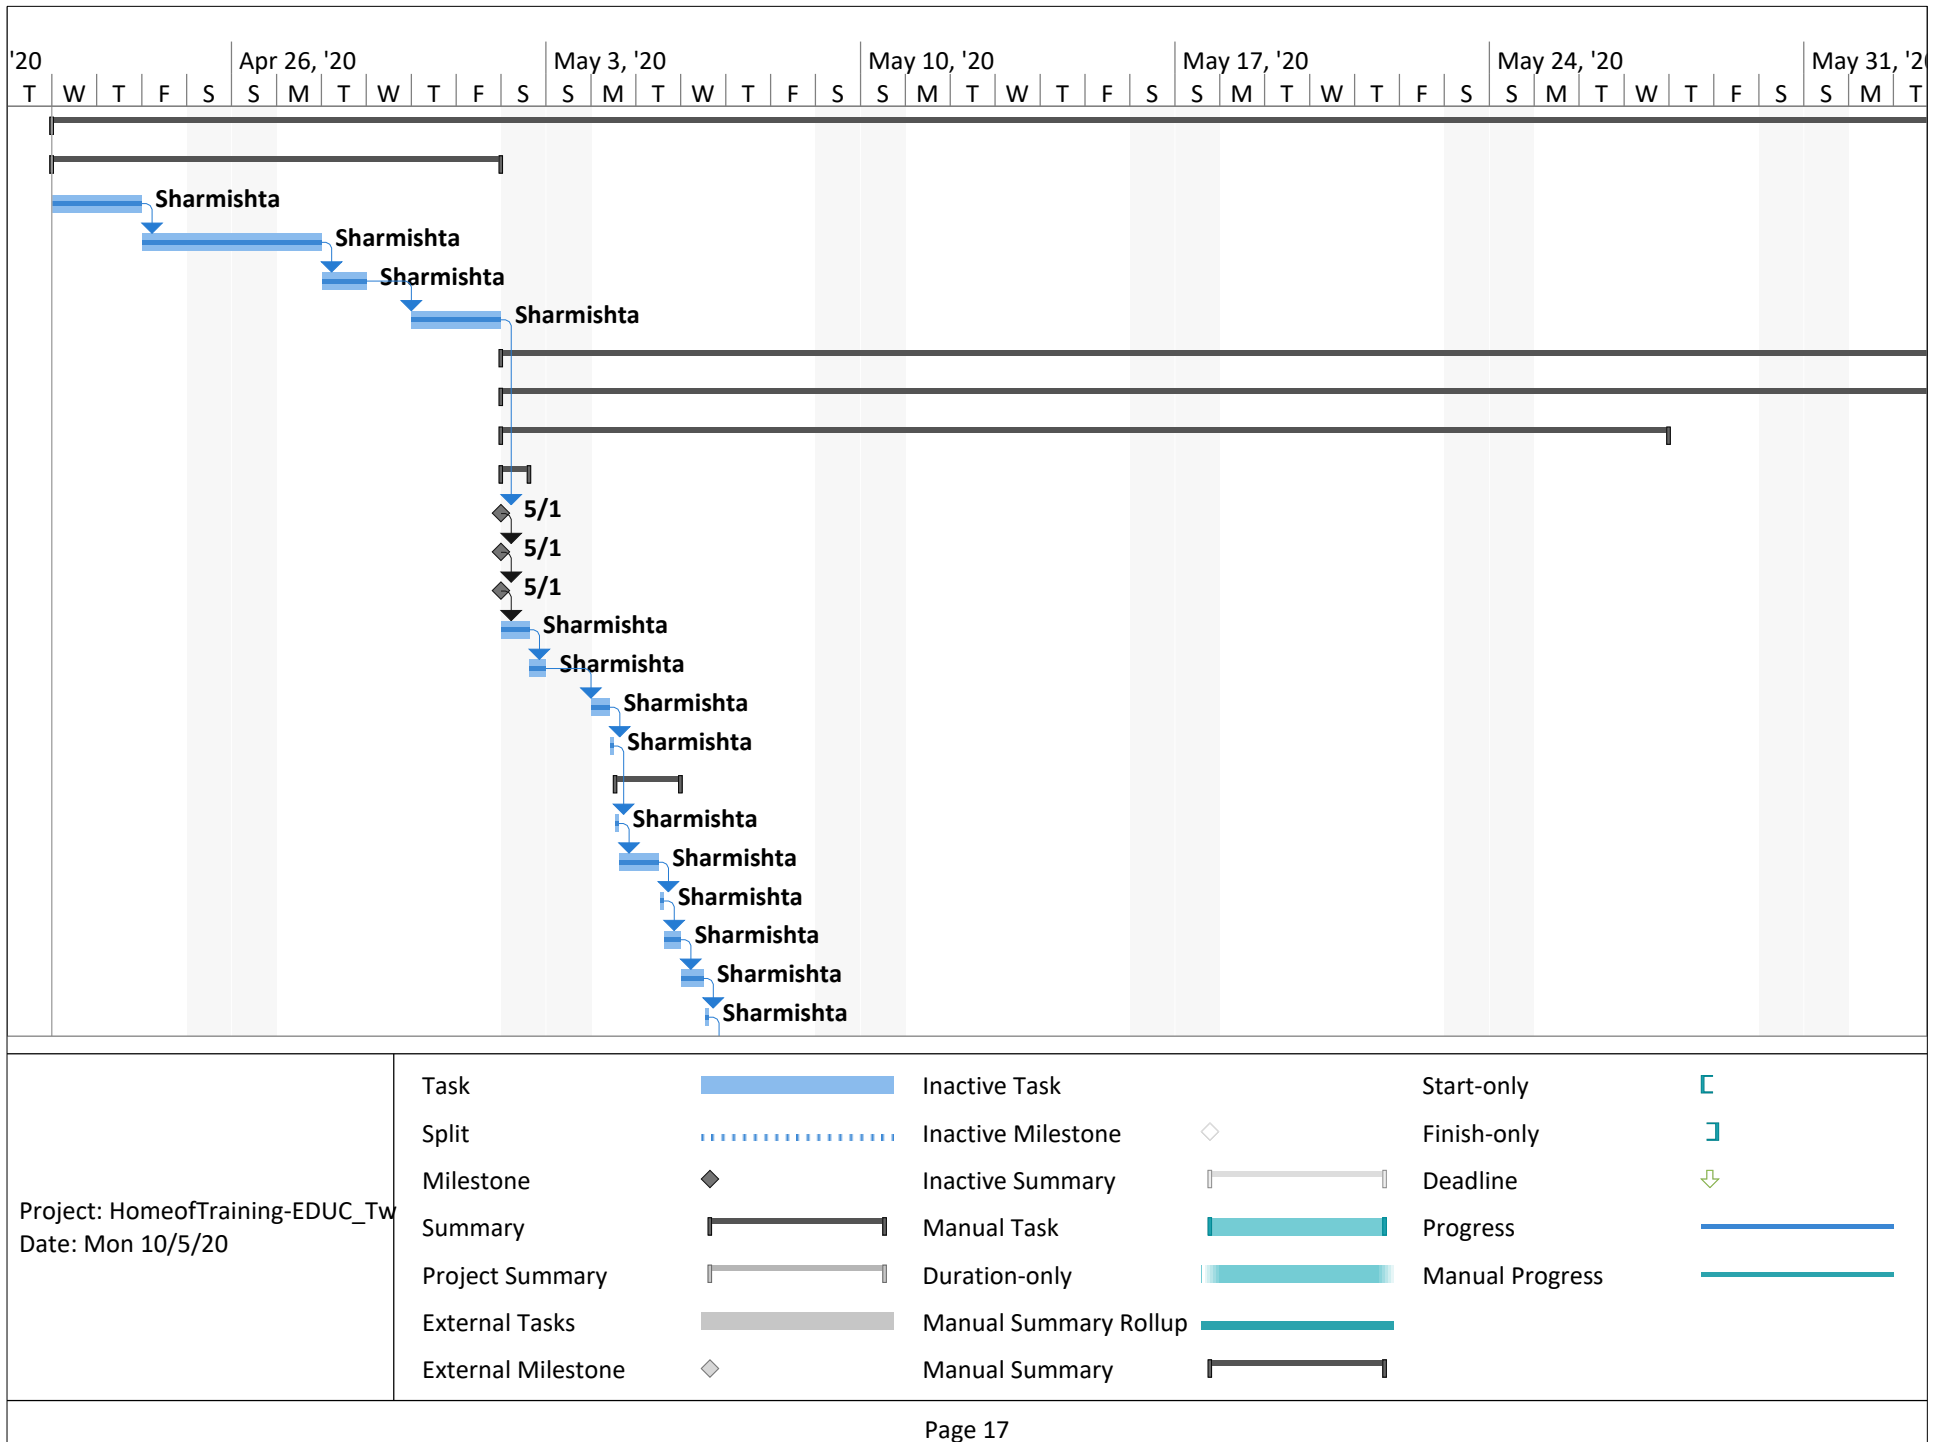 '20 Apr 26, '20 May 3, '20 May 10, '20 May 17, '20 May 24, '20 May 31, '20
T W T F S S M T W T F S S M T W T F S S M T W T F S S M T W T F S S M T W T F S S M T
Sharmishta
Sharmishta
Sharmishta
Sharmishta
5/1
5/1
5/1
Sharmishta
Sharmishta
Sharmishta
Sharmishta
Sharmishta
Sharmishta
Sharmishta
Sharmishta
Sharmishta
Sharmishta
Project: HomeofTraining-EDUC_Tw
Date: Mon 10/5/20
Task
Split
Milestone
Summary
Project Summary
External Tasks
External Milestone
Inactive Task
Inactive Milestone
Inactive Summary
Manual Task
Duration-only
Manual Summary Rollup
Manual Summary
Start-only
Finish-only
Deadline
Progress
Manual Progress
Page 17